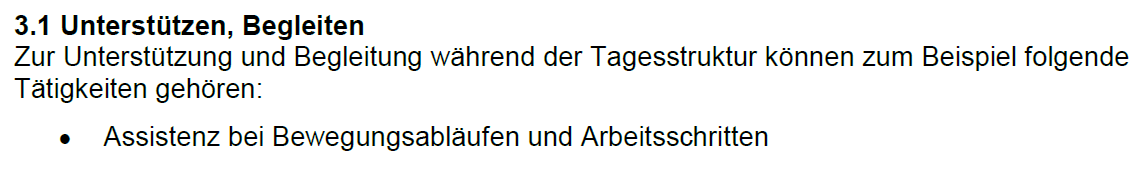 3.1 Unterstützen, Begleiten
Zur Unterstützung und Begleitung während der Tagesstruktur können zum Beispiel folgende
Tätigkeiten gehören:
• Assistenz bei Bewegungsabläufen und Arbeitsschritten